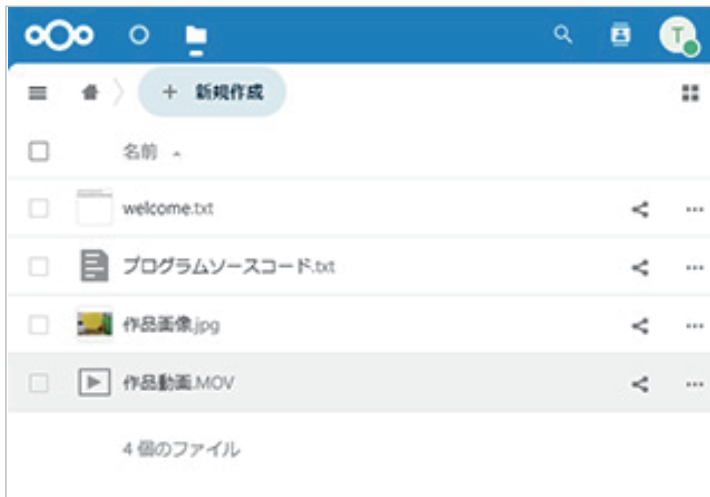 T
+ 新規作成
名前
welcome.txt
プログラムソースコード.txt
作品画像.jpg
作品動画.MOV
4 個のファイル